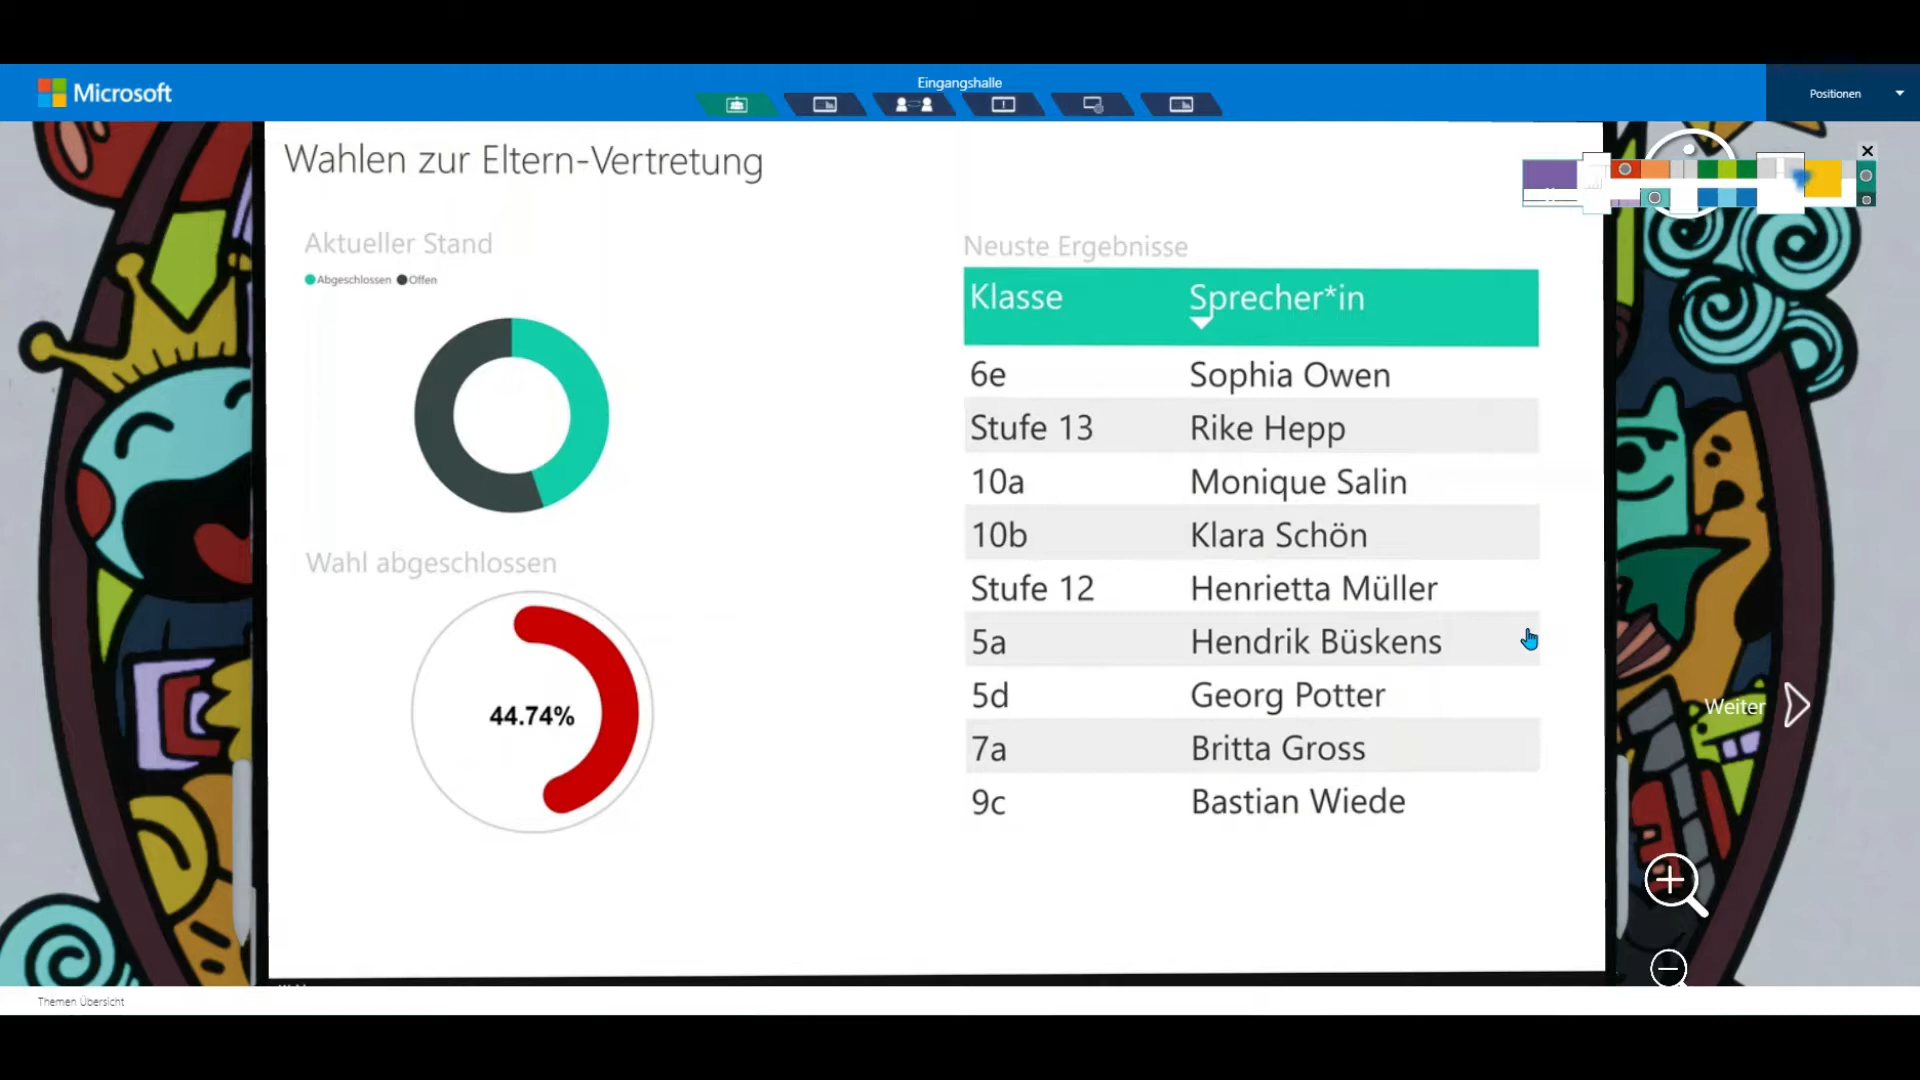 Microsoft
Eingangshalle
Positionen
Wahlen zur Eltern-Vertretung
Aktueller Stand
Abgeschlossen Offen
Wahl abgeschlossen
44.74%
Neuste Ergebnisse
Klasse Sprecher*in
6e Sophia Owen
Stufe 13 Rike Hepp
10a Monique Salin
10b Klara Schön
Stufe 12 Henrietta Müller
5a Hendrik Büskens
5d Georg Potter
7a Britta Gross
9c Bastian Wiede
Weiter
Themen Übersicht